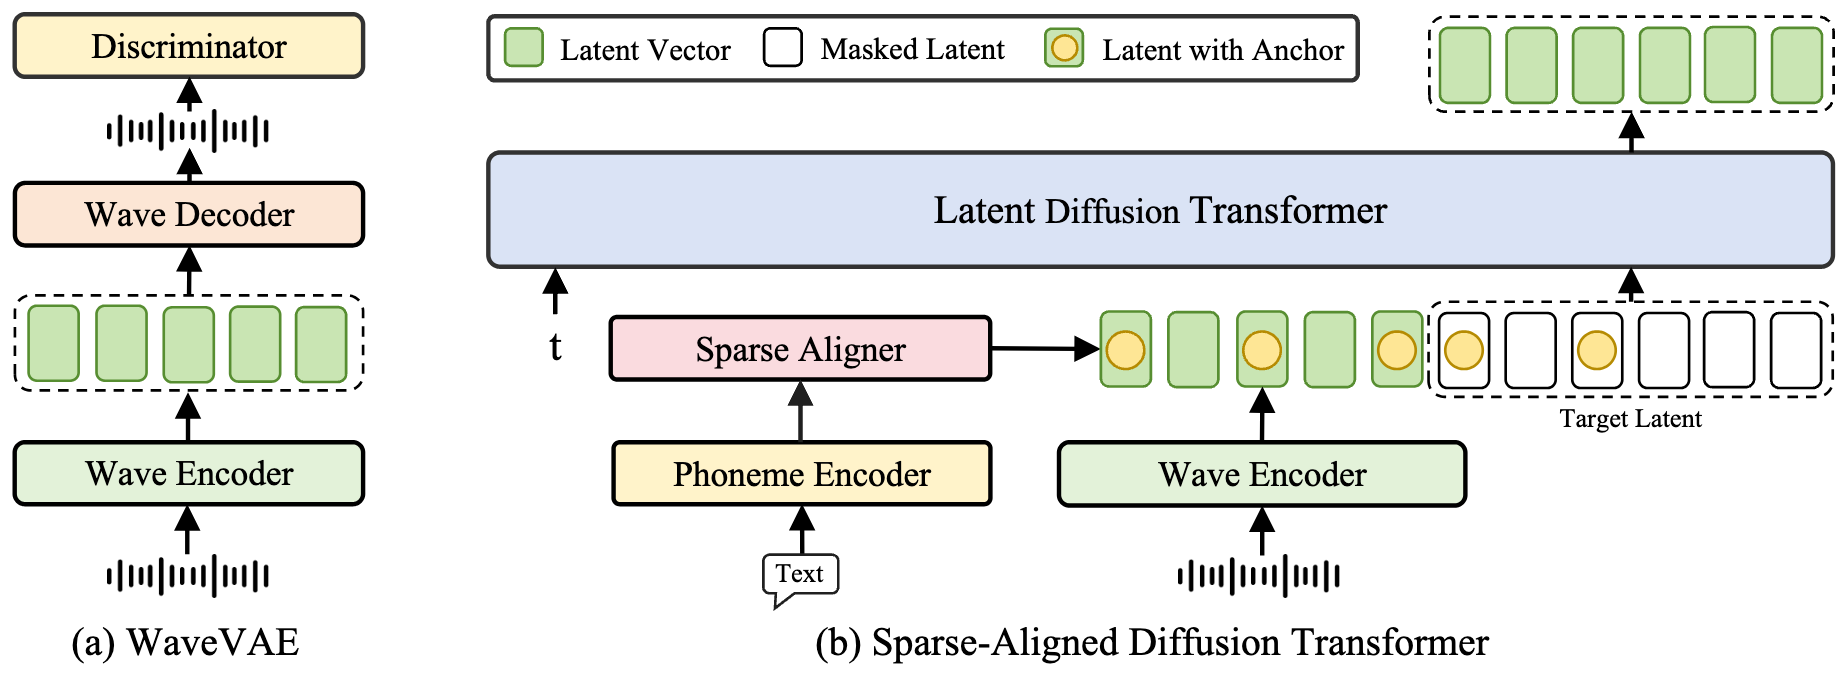 Discriminator
Wave Decoder
Wave Encoder
(a) WaveVAE
Latent Vector
Masked Latent
Latent with Anchor
Latent Diffusion Transformer
t
Sparse Aligner
Target Latent
Phoneme Encoder
Wave Encoder
Text
(b) Sparse-Aligned Diffusion Transformer